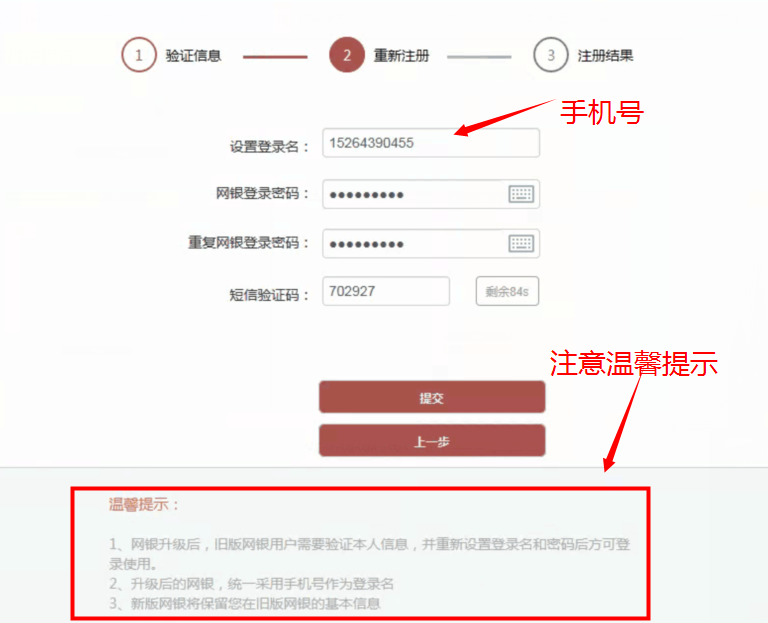 1 验证信息 2 重新注册 3 注册结果
手机号
设置登录名： 15264390455
网银登录密码： ●●●●●●●●●
重复网银登录密码： ●●●●●●●●●
短信验证码： 702927 剩余84s
注意温馨提示
提交
上一步
温馨提示：
1、网银升级后，旧版网银用户需要验证本人信息，并重新设置登录名和密码后方可登
录使用。
2、升级后的网银，统一采用手机号作为登录名
3、新版网银将保留您在旧版网银的基本信息